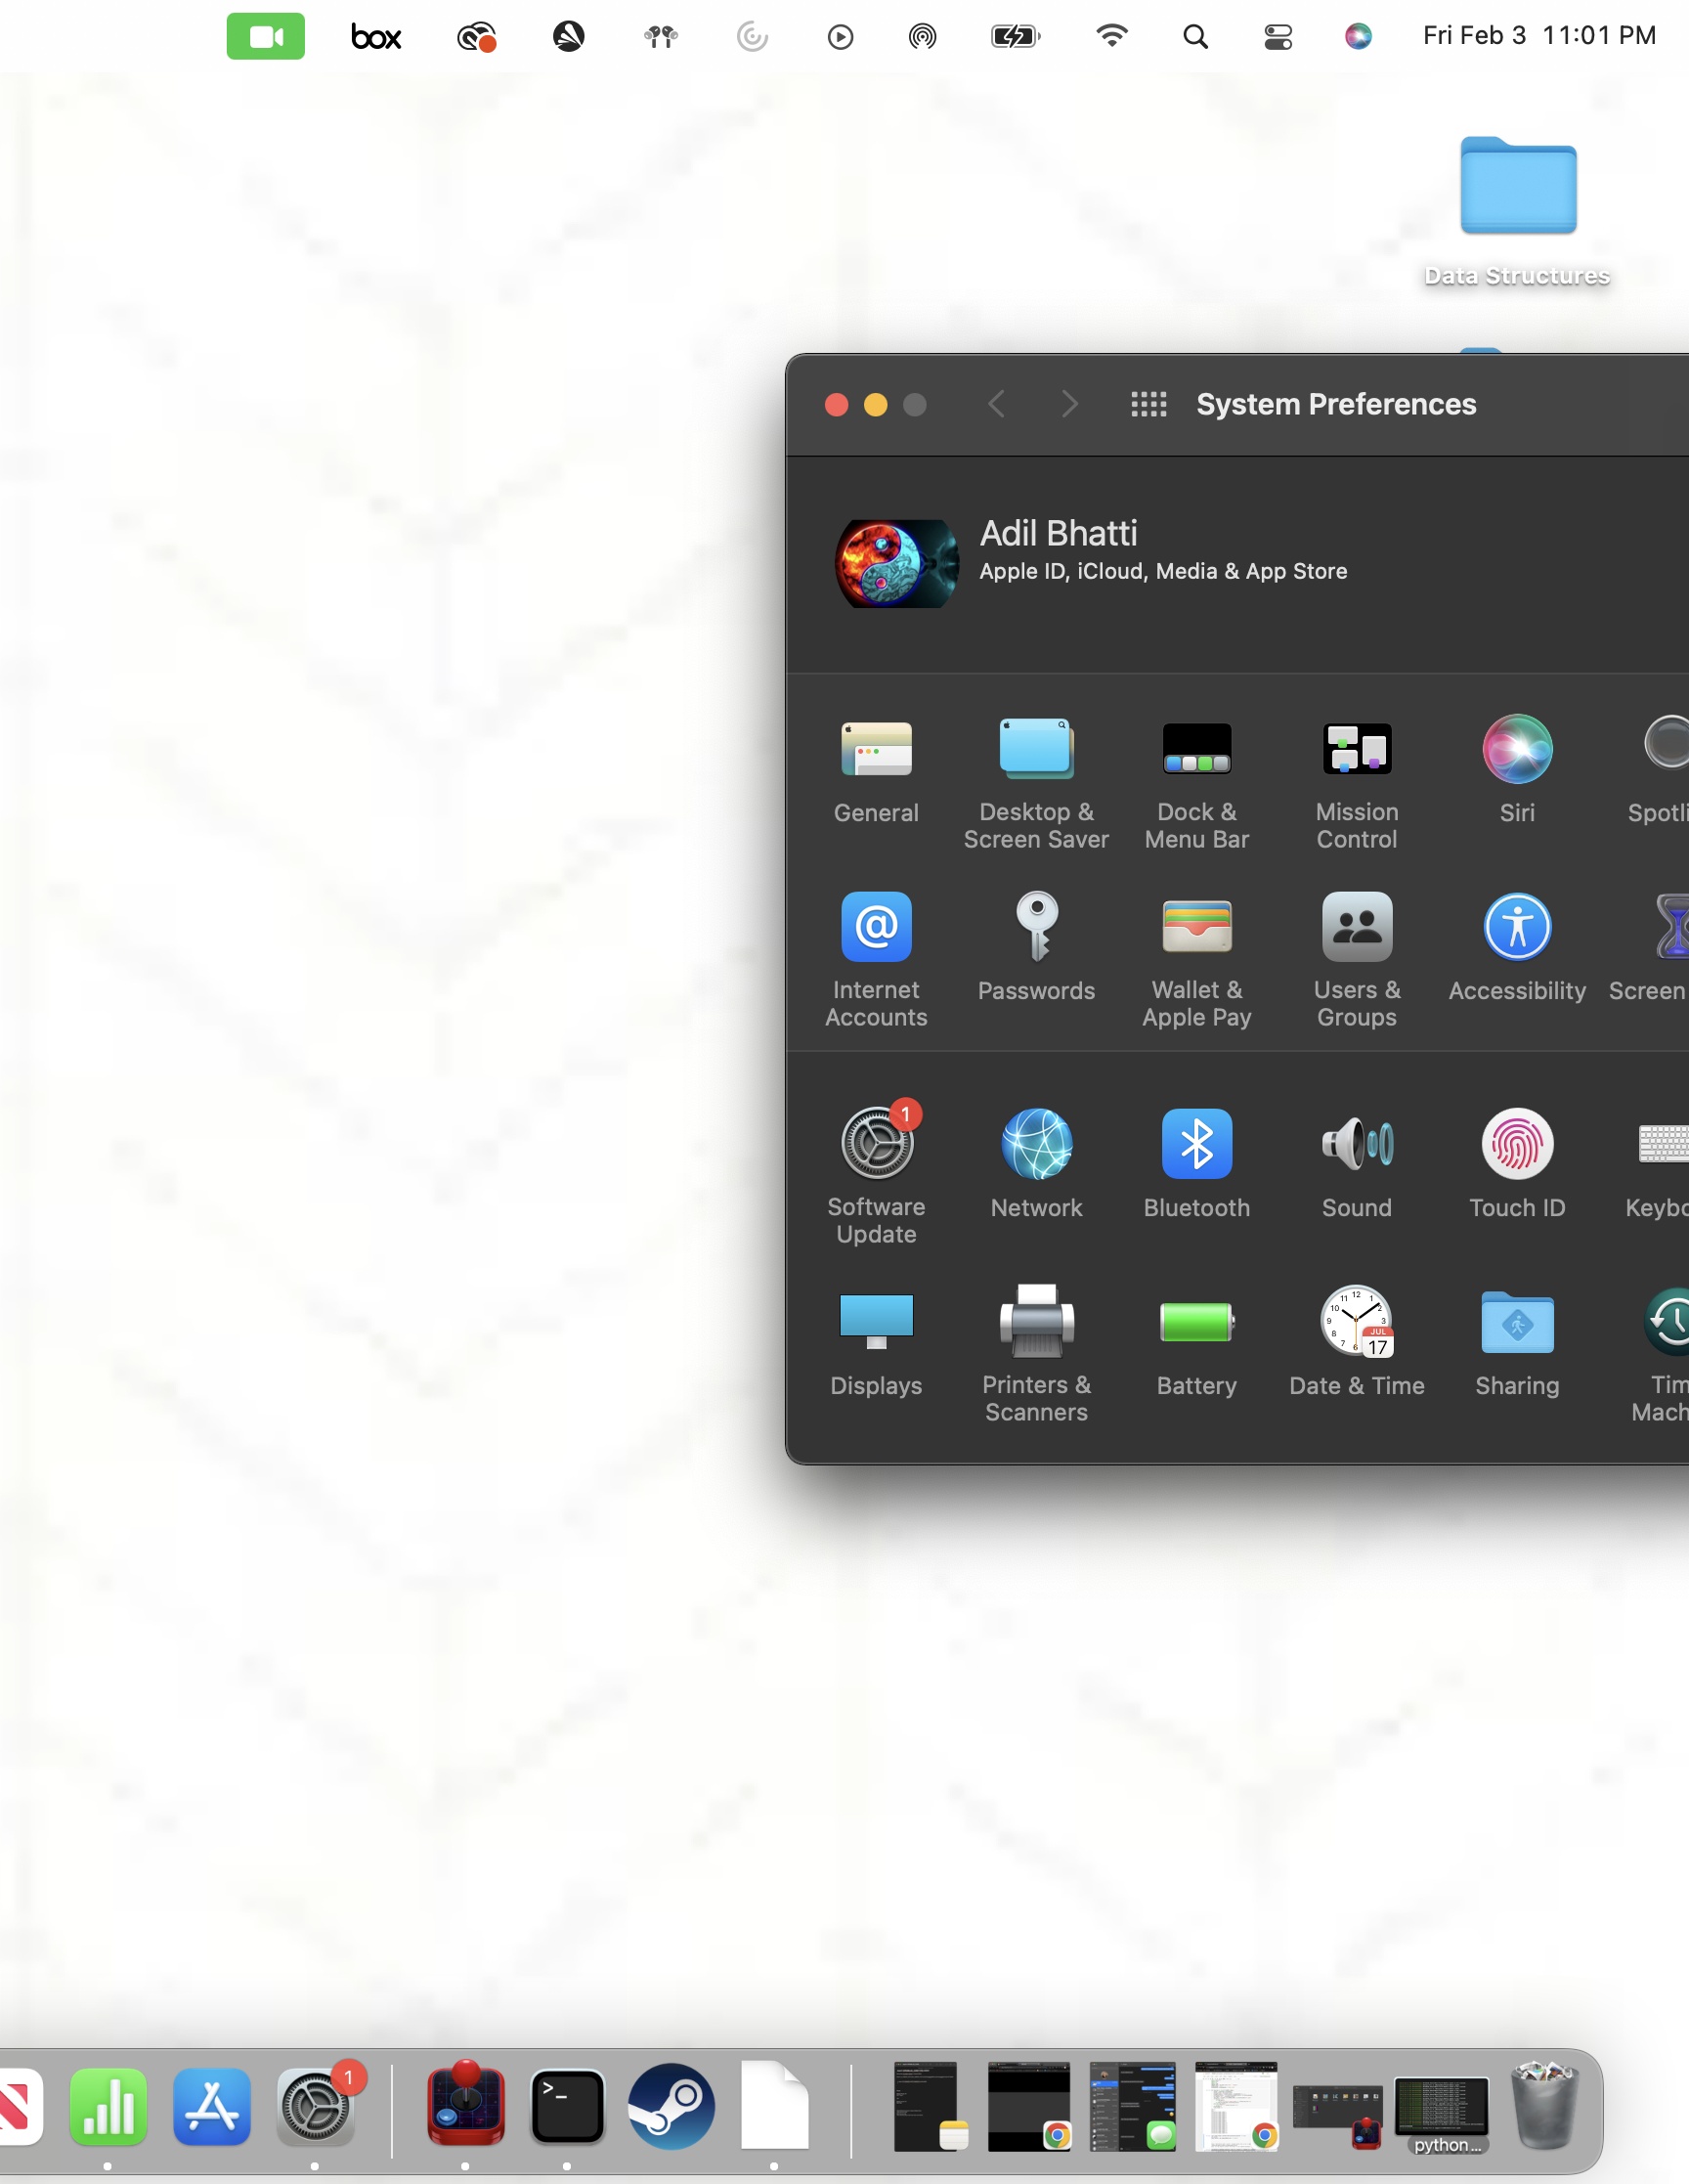 box
Fri Feb 3 11:01 PM
Data Structures
System Preferences
Adil Bhatti
Apple ID, iCloud, Media & App Store
General
Desktop &
Screen Saver
Dock &
Menu Bar
Mission
Control
Siri
Spotli
Internet
Accounts
Passwords
Wallet &
Apple Pay
Users &
Groups
Accessibility
Screen
1
Software
Update
Network
Bluetooth
Sound
Touch ID
Keybo
Displays
Printers &
Scanners
Battery
JUL
17
Date & Time
Sharing
Tim
Mach
1
>_
python...